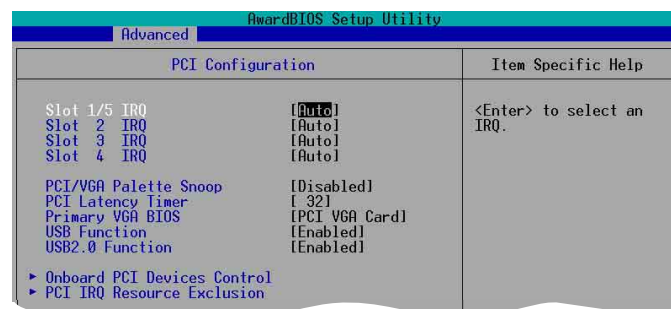 AwardBIOS Setup Utility
Advanced
PCI Configuration
Item Specific Help
Slot 1/5 IRQ [Auto]
Slot 2 IRQ [Auto]
Slot 3 IRQ [Auto]
Slot 4 IRQ [Auto]
PCI/VGA Palette Snoop [Disabled]
PCI Latency Timer [ 32]
Primary VGA BIOS [PCI VGA Card]
USB Function [Enabled]
USB2.0 Function [Enabled]
▸ Onboard PCI Devices Control
▸ PCI IRQ Resource Exclusion
<Enter> to select an
IRQ.